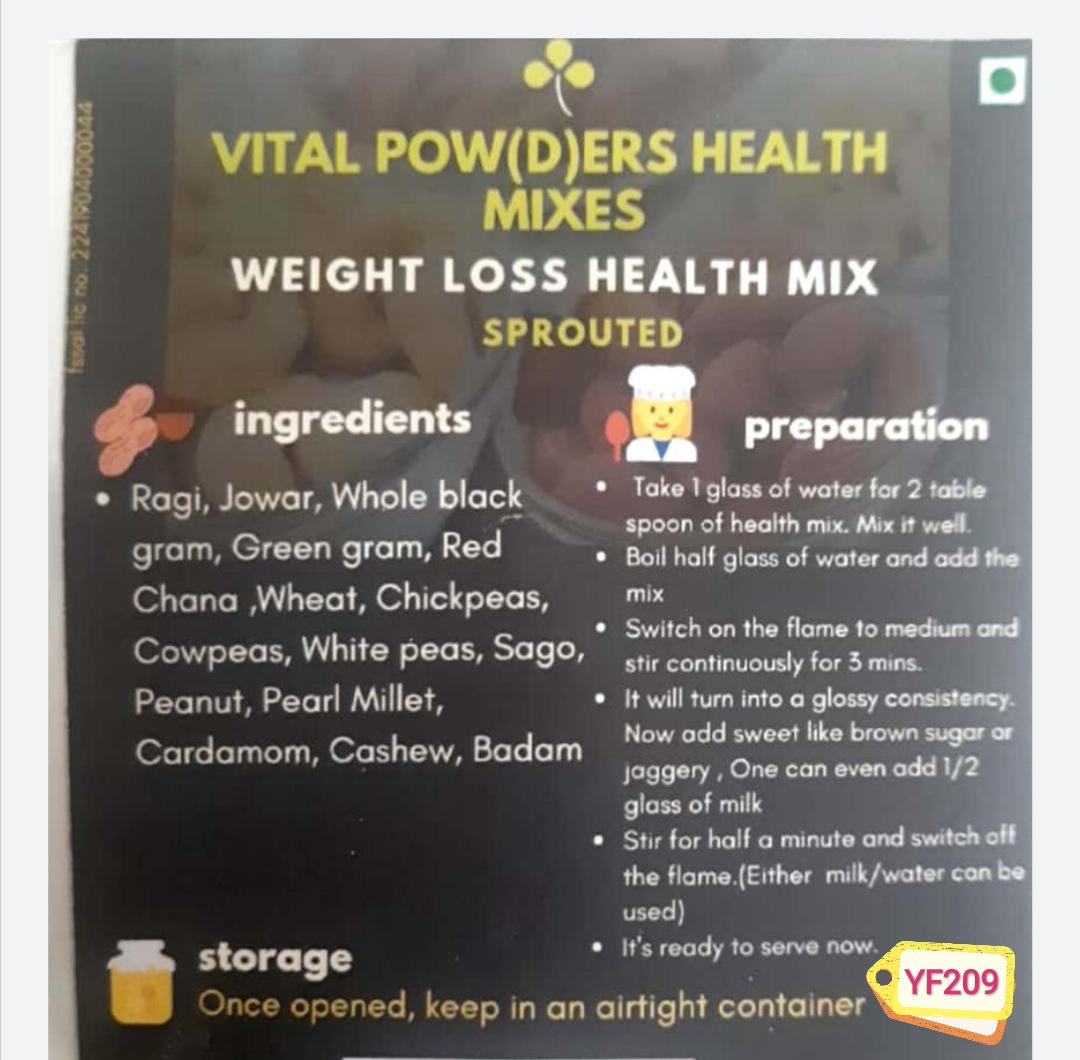 VITAL POW(D)ERS HEALTH
MIXES
WEIGHT LOSS HEALTH MIX
SPROUTED
fssai lic no. 22419040000044
ingredients
• Ragi, Jowar, Whole black
gram, Green gram, Red
Chana ,Wheat, Chickpeas,
Cowpeas, White peas, Sago,
Peanut, Pearl Millet,
Cardamom, Cashew, Badam
preparation
• Take 1 glass of water for 2 table
spoon of health mix. Mix it well.
• Boil half glass of water and add the
mix
• Switch on the flame to medium and
stir continuously for 3 mins.
• It will turn into a glossy consistency.
Now add sweet like brown sugar or
jaggery , One can even add 1/2
glass of milk
• Stir for half a minute and switch off
the flame.(Either milk/water can be
used)
• It's ready to serve now.
storage
Once opened, keep in an airtight container
YF209